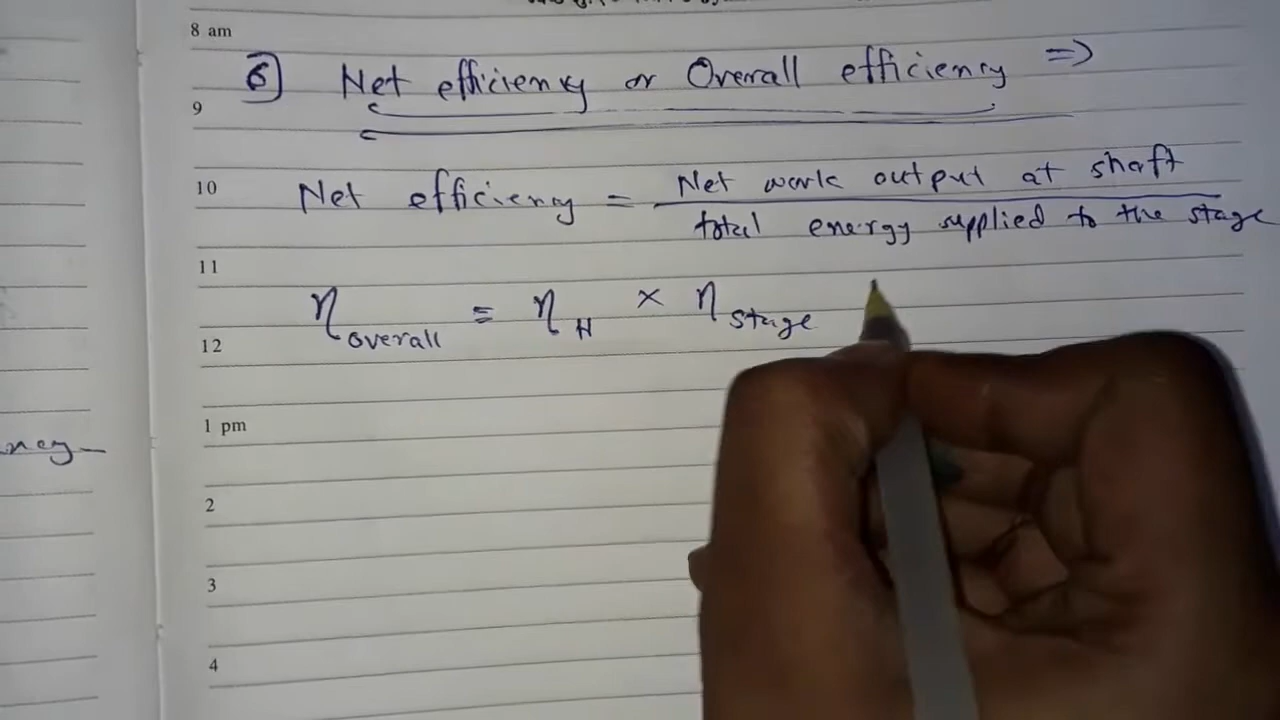 8 am
6 Net efficiency or Overall efficiency ⇒
9
10 Net efficiency = Net work output at shaft
total energy supplied to the stage
11
η overall = η H × η stage
12
1 pm
2
3
4